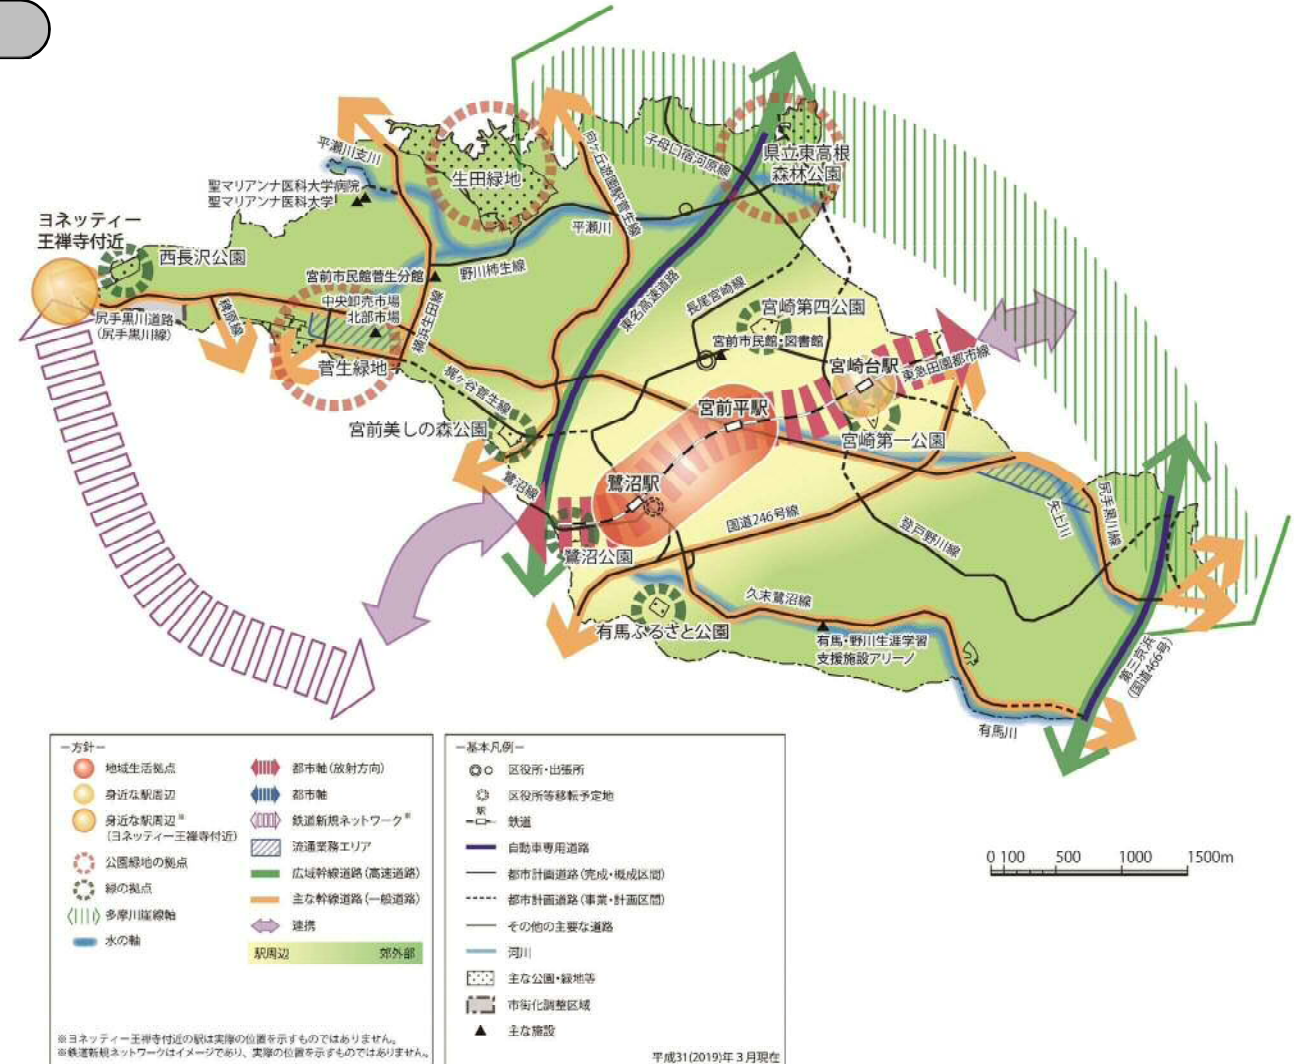 平瀬川支川
生田緑地
向ヶ丘遊園駅菅生線
子母口宿河原線
県立東高根
森林公園
聖マリアンナ医科大学病院
聖マリアンナ医科大学
平瀬川
ヨネッティー
王禅寺付近
西長沢公園
宮前市民館菅生分館
野川柿生線
東名高速道路
長尾宮崎線
中央卸売市場
北部市場
横浜生田線
尻手黒川道路
(尻手黒川線)
稗原線
宮崎第四公園
宮前市民館・図書館
菅生緑地
梶ヶ谷菅生線
宮崎台駅
東急田園都市線
宮前平駅
宮前美しの森公園
宮崎第一公園
鷺沼線
鷺沼駅
国道246号線
登戸野川線
矢上川
尻手黒川線
鷺沼公園
久末鷺沼線
有馬ふるさと公園
有馬・野川生涯学習
支援施設アリーノ
第三京浜
(国道466号)
有馬川
ー方針ー
地域生活拠点
身近な駅周辺
身近な駅周辺※
(ヨネッティー王禅寺付近)
公園緑地の拠点
緑の拠点
多摩川崖線軸
水の軸
都市軸(放射方向)
都市軸
鉄道新規ネットワーク※
流通業務エリア
広域幹線道路(高速道路)
主な幹線道路(一般道路)
連携
駅周辺 郊外部
※ヨネッティー王禅寺付近の駅は実際の位置を示すものではありません。
※鉄道新規ネットワークはイメージであり、実際の位置を示すものではありません。
ー基本凡例ー
区役所・出張所
区役所等移転予定地
駅
鉄道
自動車専用道路
都市計画道路(完成・概成区間)
都市計画道路(事業・計画区間)
その他の主要な道路
河川
主な公園・緑地等
市街化調整区域
主な施設
平成31(2019)年3月現在
0 100 500 1000 1500m